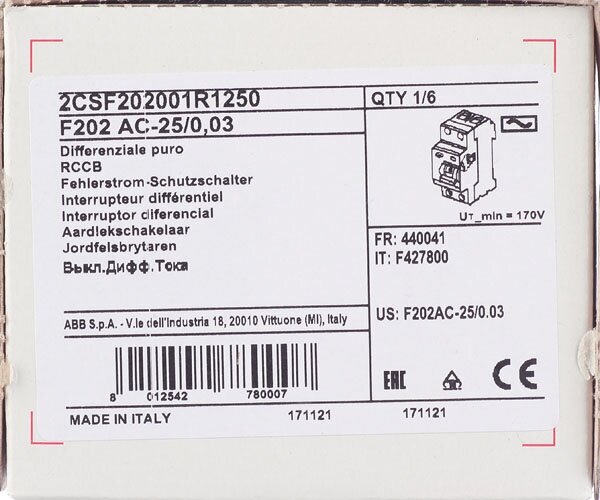 2CSF202001R1250
QTY 1/6
F202 AC-25/0,03
Differenziale puro
RCCB
Fehlerstrom-Schutzschalter
Interrupteur différentiel
Interruptor diferencial
Aardlekschakelaar
Jordfelsbrytaren
Выкл.Дифф.Тока
UT_min = 170V
FR: 440041
IT: F427800
US: F202AC-25/0.03
ABB S.p.A. - V.le dell'Industria 18, 20010 Vittuone (MI), Italy
8 012542 780007
EAC
CE
MADE IN ITALY 171121 171121